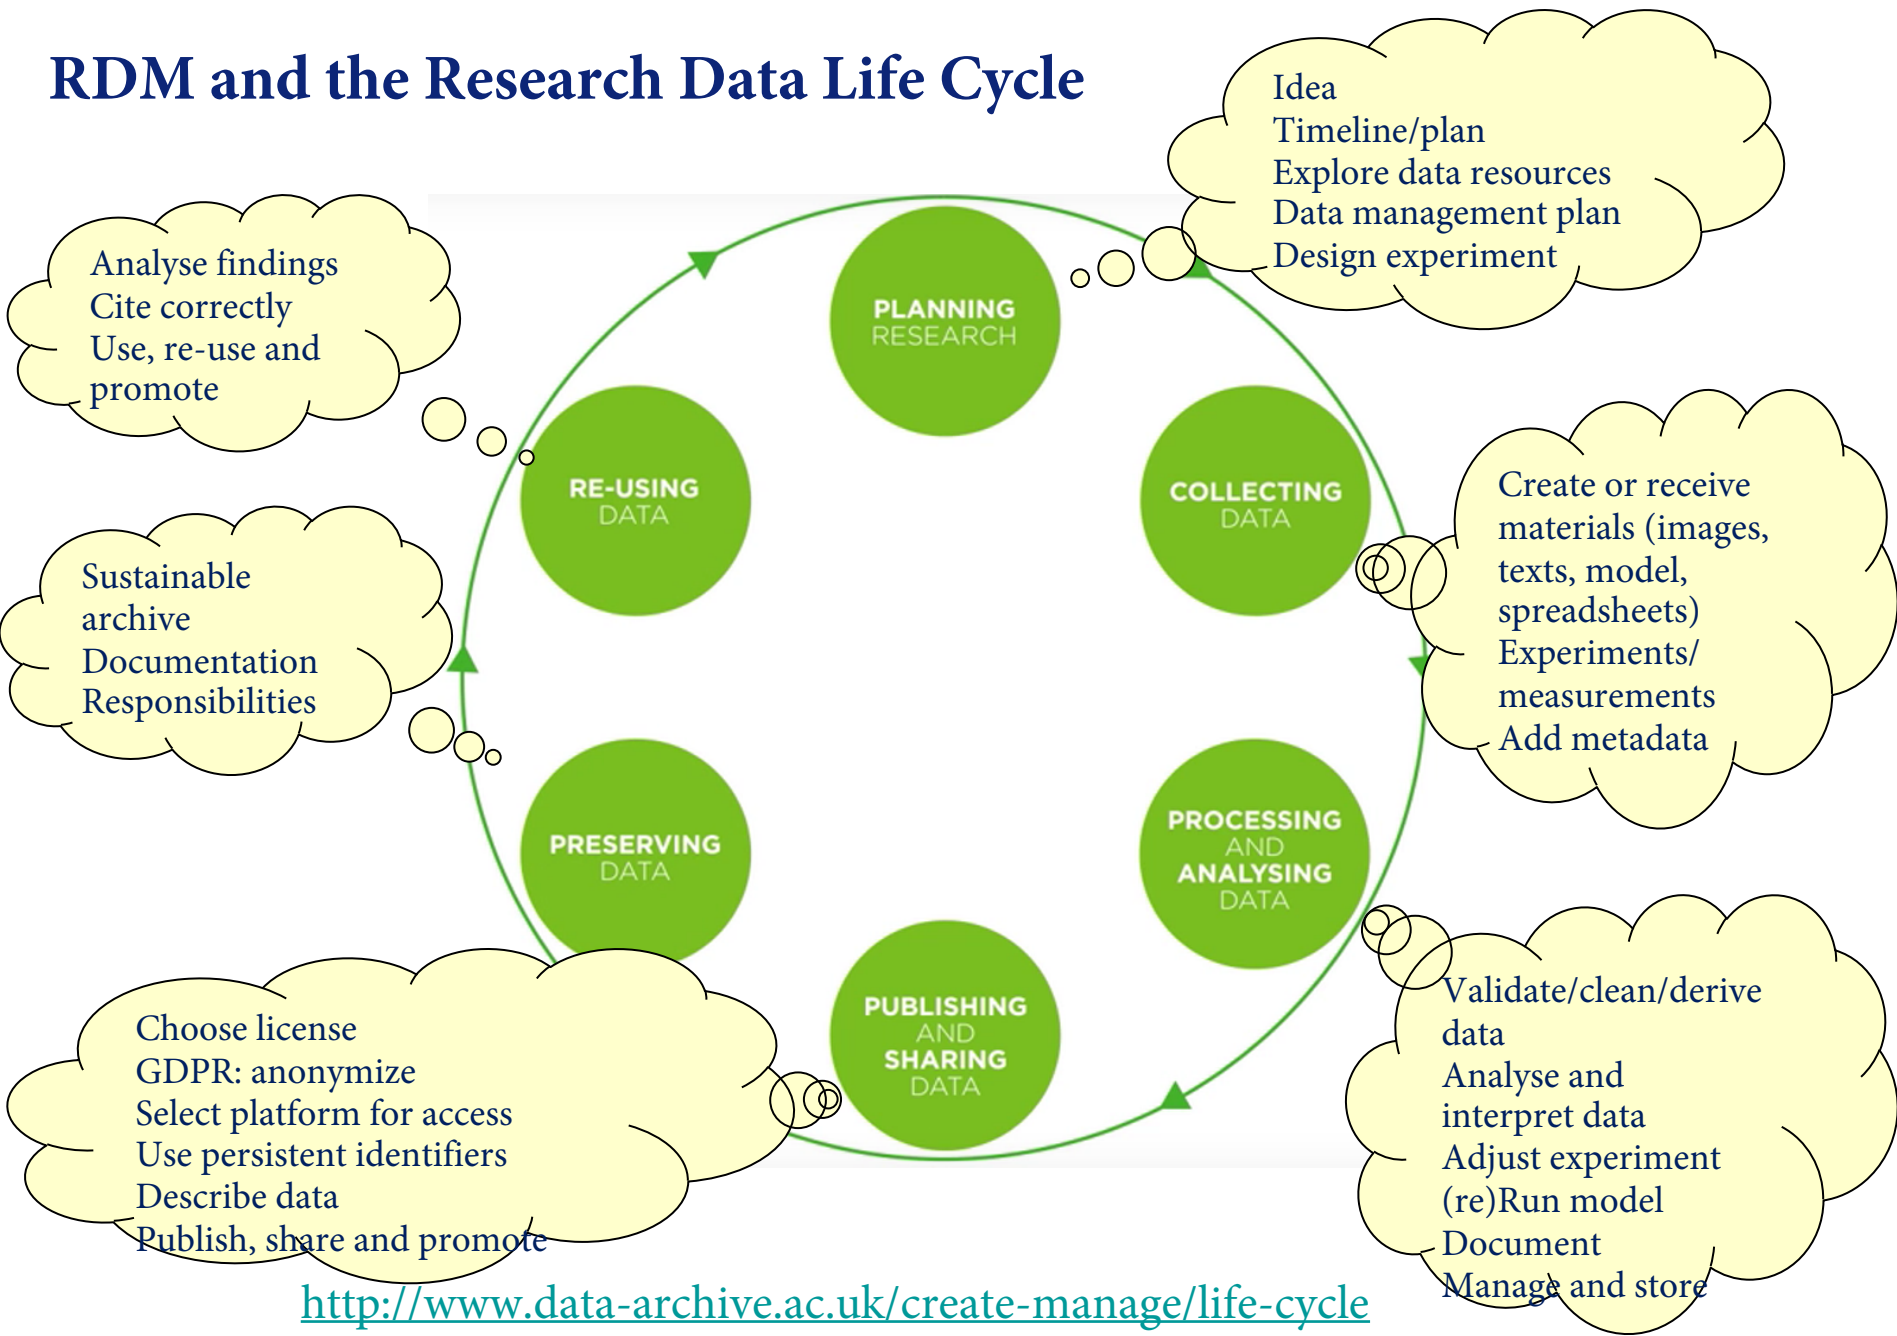 RDM and the Research Data Life Cycle
Idea
Timeline/plan
Explore data resources
Data management plan
Design experiment
Analyse findings
Cite correctly
Use, re-use and
promote
PLANNING
RESEARCH
RE-USING
DATA
COLLECTING
DATA
Create or receive
materials (images,
texts, model,
spreadsheets)
Experiments/
measurements
Add metadata
Sustainable
archive
Documentation
Responsibilities
PRESERVING
DATA
PROCESSING
AND
ANALYSING
DATA
PUBLISHING
AND
SHARING
DATA
Validate/clean/derive
data
Analyse and
interpret data
Adjust experiment
(re)Run model
Document
Manage and store
Choose license
GDPR: anonymize
Select platform for access
Use persistent identifiers
Describe data
Publish, share and promote
http://www.data-archive.ac.uk/create-manage/life-cycle